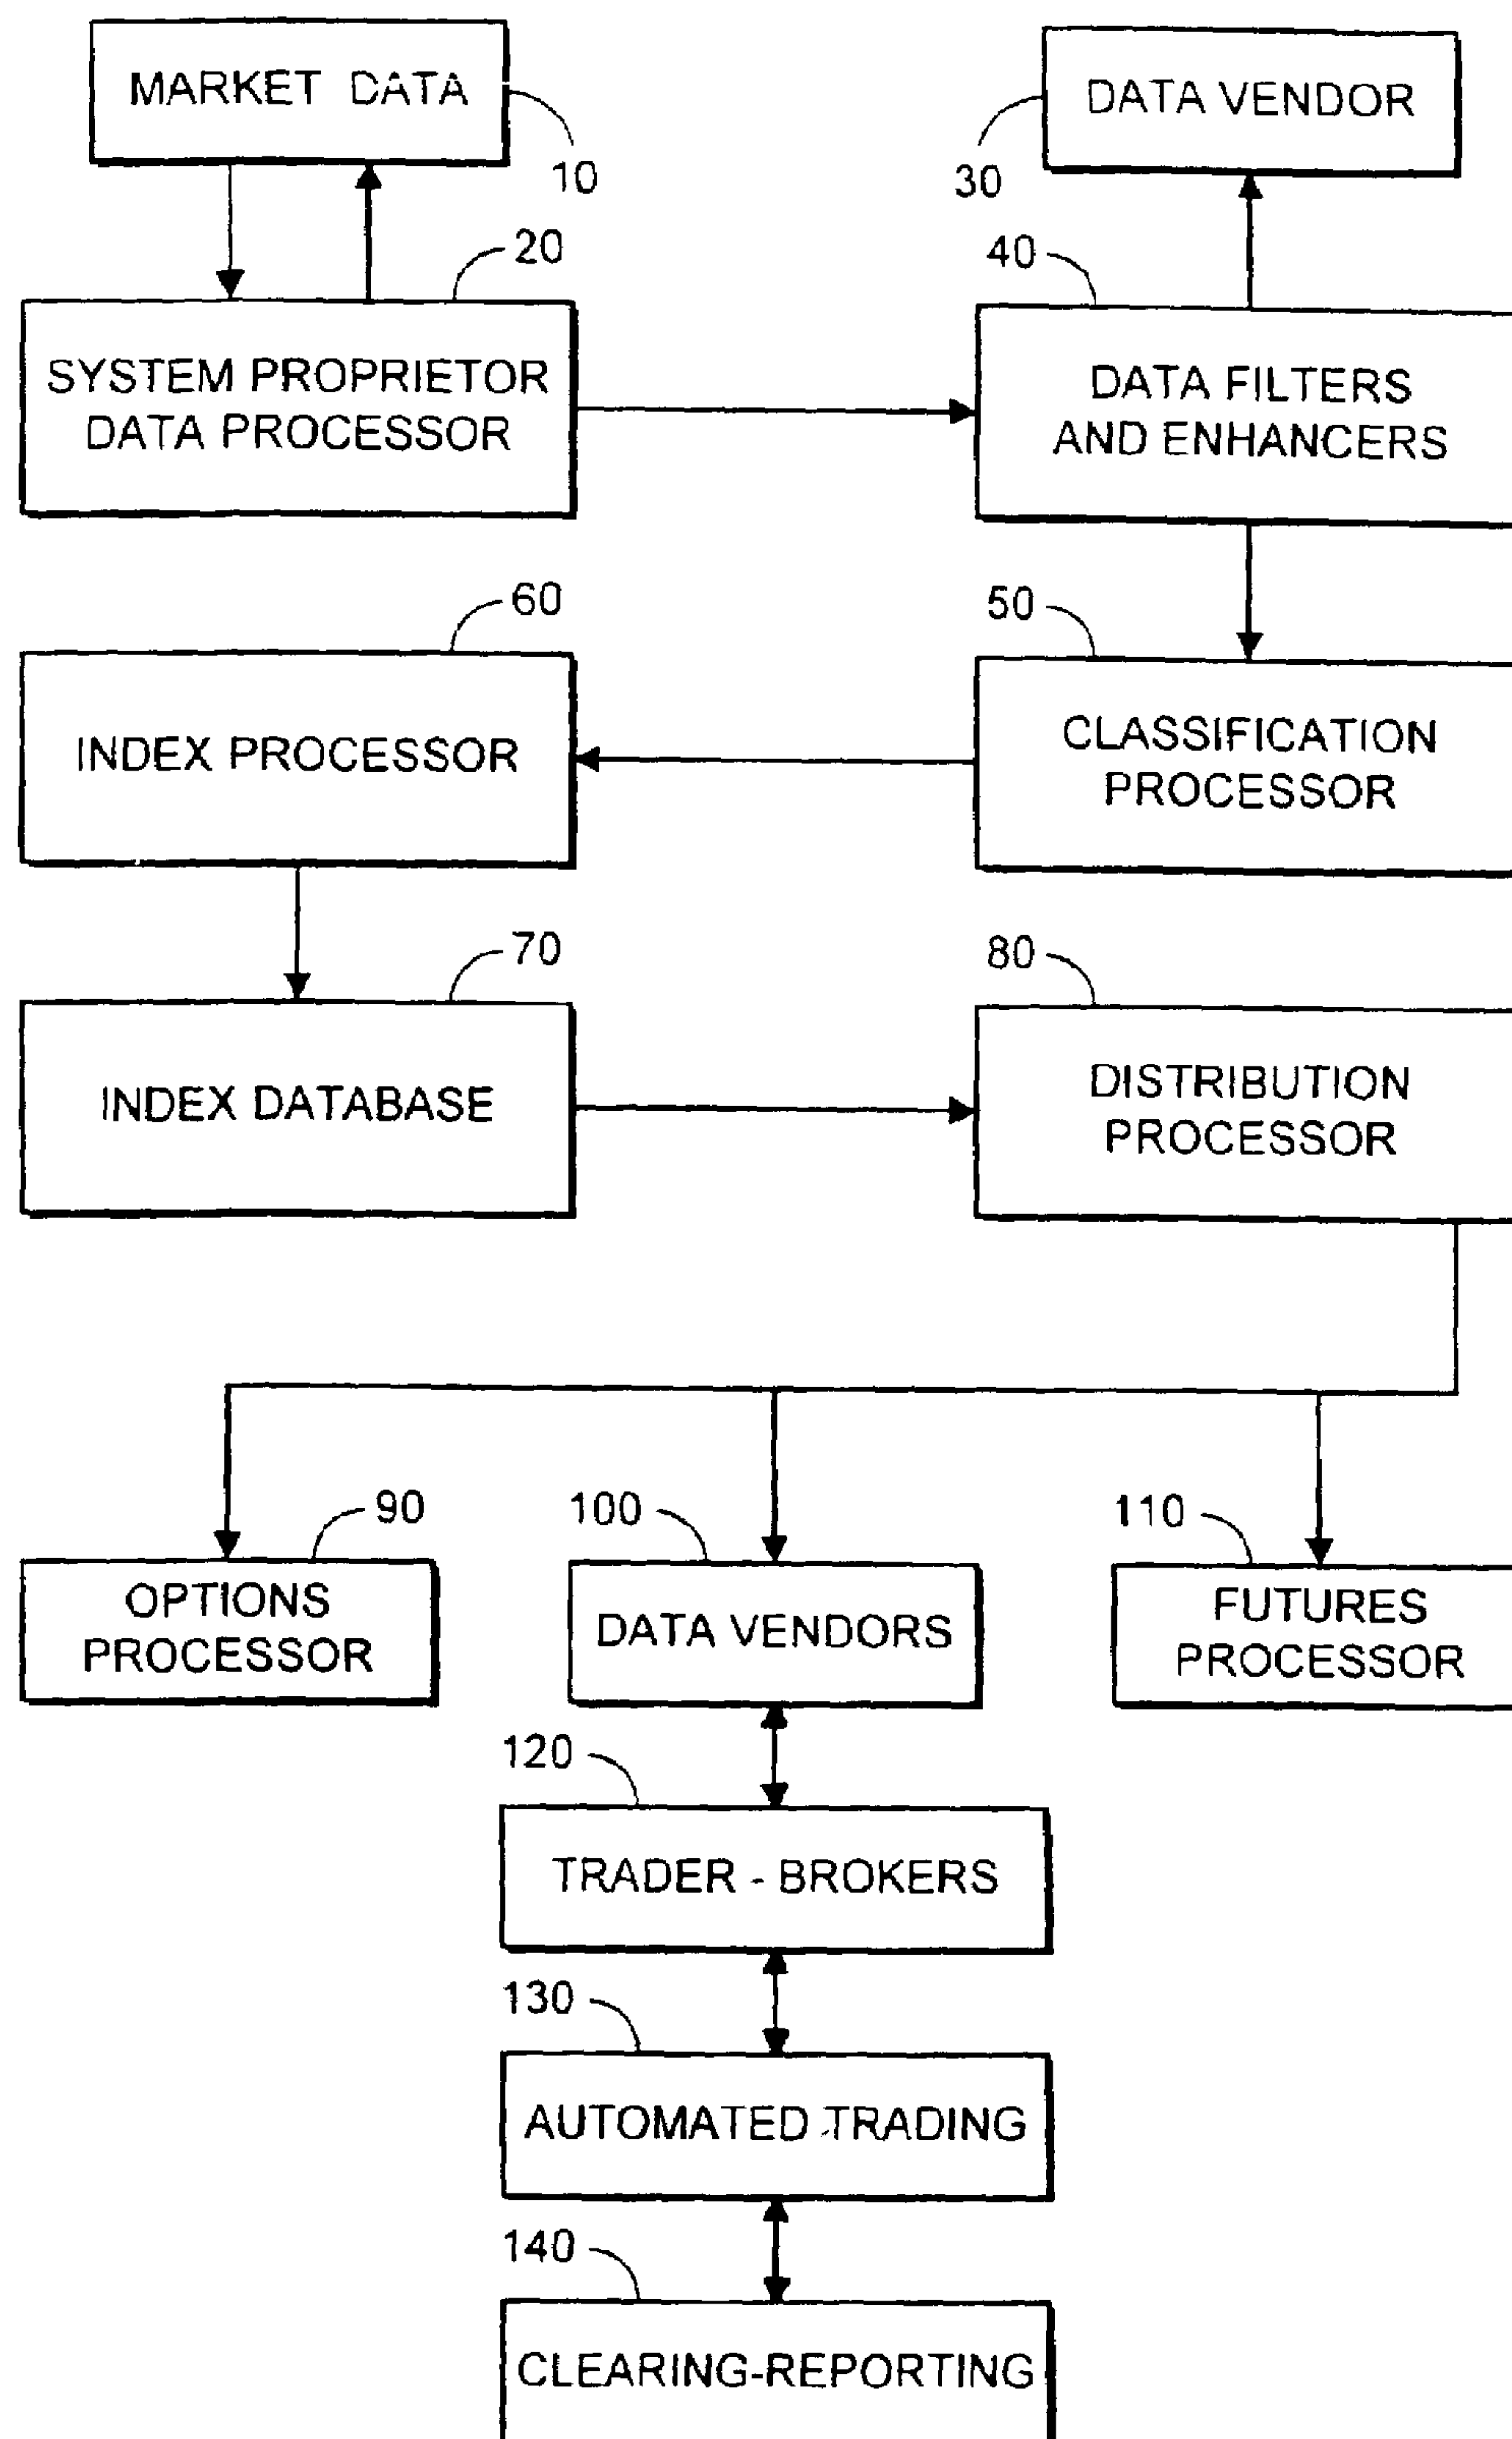 MARKET DATA
10
DATA VENDOR
30
20
SYSTEM PROPRIETOR
DATA PROCESSOR
40
DATA FILTERS
AND ENHANCERS
60
INDEX PROCESSOR
50
CLASSIFICATION
PROCESSOR
70
INDEX DATABASE
80
DISTRIBUTION
PROCESSOR
90
OPTIONS
PROCESSOR
100
DATA VENDORS
110
FUTURES
PROCESSOR
120
TRADER - BROKERS
130
AUTOMATED TRADING
140
CLEARING-REPORTING